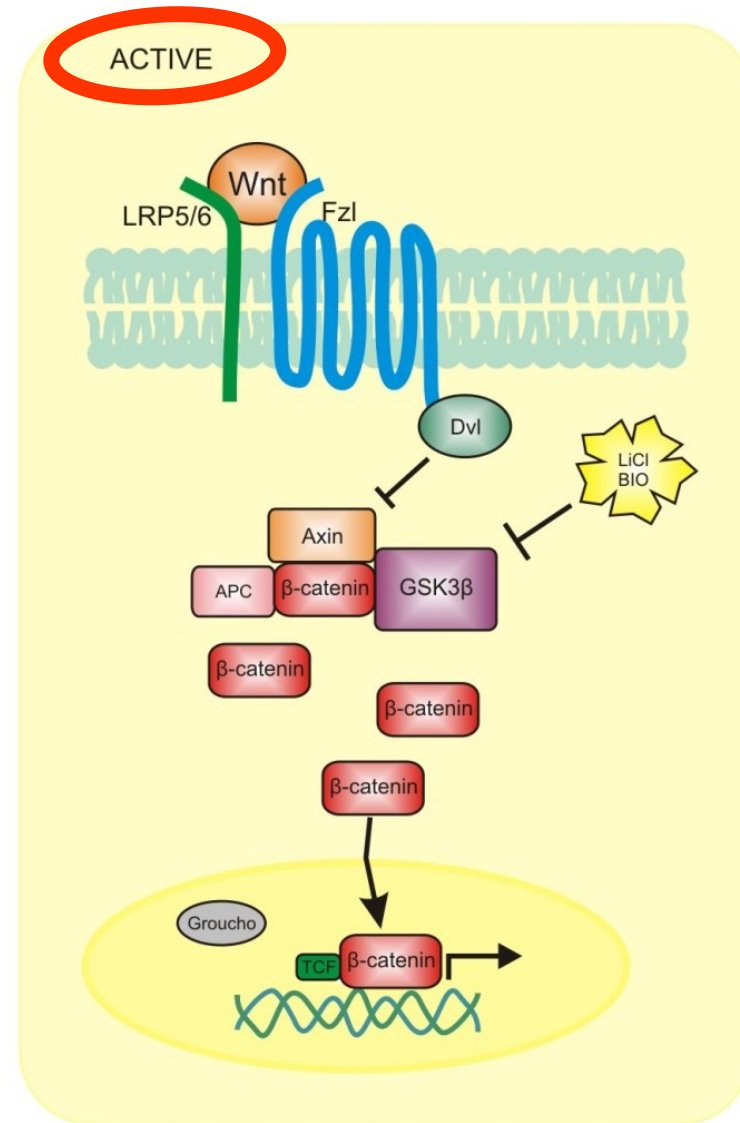 ACTIVE
Wnt
LRP5/6
Fzl
Dvl
LiCl
BIO
Axin
APC
β-catenin
GSK3β
β-catenin
β-catenin
β-catenin
Groucho
TCF
β-catenin